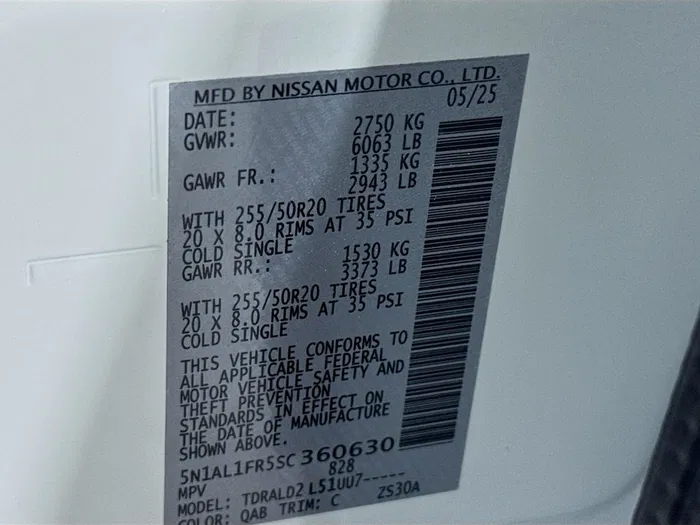 MFD BY NISSAN MOTOR CO., LTD.
DATE: 05/25
GVWR: 2750 KG
6063 LB
GAWR FR.: 1335 KG
2943 LB
WITH 255/50R20 TIRES
20 X 8.0 RIMS AT 35 PSI
COLD SINGLE
GAWR RR.: 1530 KG
3373 LB
WITH 255/50R20 TIRES
20 X 8.0 RIMS AT 35 PSI
COLD SINGLE
THIS VEHICLE CONFORMS TO
ALL APPLICABLE FEDERAL
MOTOR VEHICLE SAFETY AND
THEFT PREVENTION
STANDARDS IN EFFECT ON
THE DATE OF MANUFACTURE
SHOWN ABOVE.
5N1AL1FR5SC360630
MPV 828
MODEL: TDRALD2 L51UU7-----
COLOR: QAB TRIM: C ZS30A